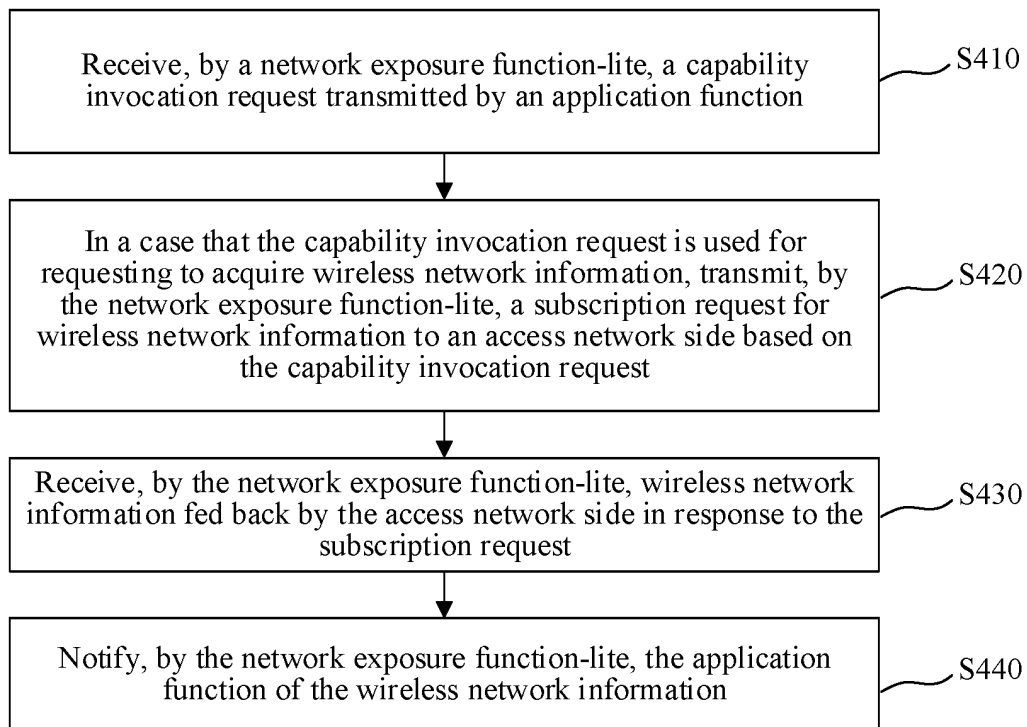 Receive, by a network exposure function-lite, a capability
invocation request transmitted by an application function
S410
In a case that the capability invocation request is used for
requesting to acquire wireless network information, transmit, by
the network exposure function-lite, a subscription request for
wireless network information to an access network side based on
the capability invocation request
S420
Receive, by the network exposure function-lite, wireless network
information fed back by the access network side in response to the
subscription request
S430
Notify, by the network exposure function-lite, the application
function of the wireless network information
S440